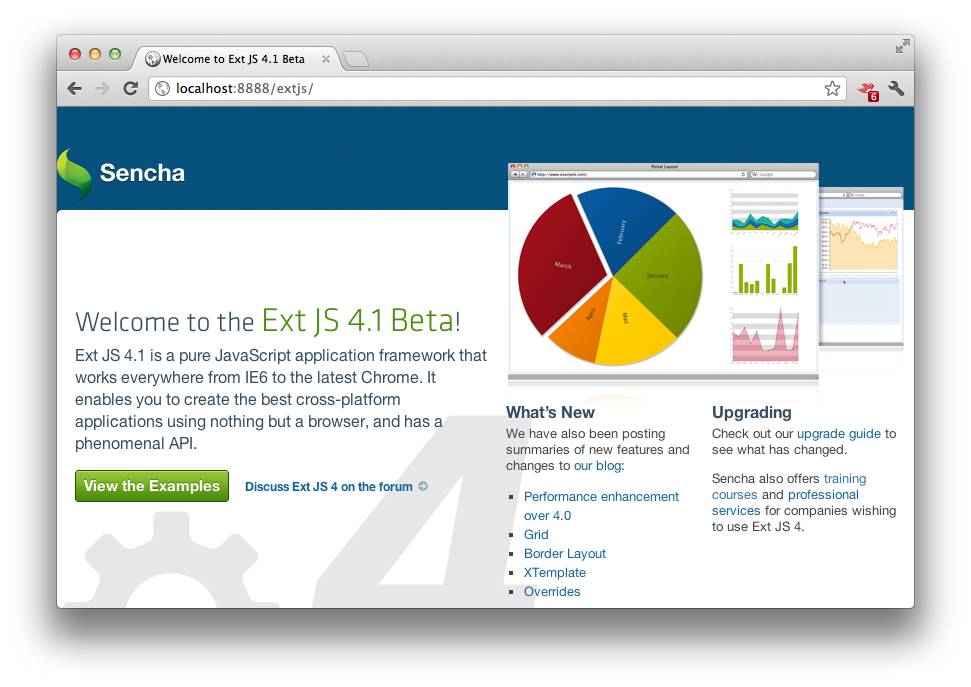 Welcome to Ext JS 4.1 Beta
localhost:8888/extjs/
6
Sencha
Portal Layout
http://www.example.com/
Google
February
March
January
April
May
Welcome to the Ext JS 4.1 Beta!
Ext JS 4.1 is a pure JavaScript application framework that
works everywhere from IE6 to the latest Chrome. It
enables you to create the best cross-platform
applications using nothing but a browser, and has a
phenomenal API.
View the Examples
Discuss Ext JS 4 on the forum
4
What's New
We have also been posting
summaries of new features and
changes to our blog:
Performance enhancement
over 4.0
Grid
Border Layout
XTemplate
Overrides
Upgrading
Check out our upgrade guide to
see what has changed.
Sencha also offers training
courses and professional
services for companies wishing
to use Ext JS 4.